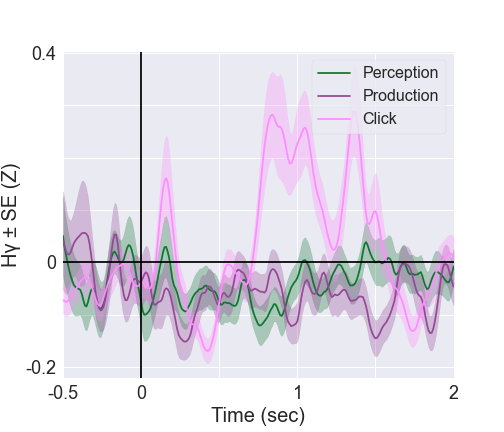 Hγ ± SE (Z)
0.4
0
-0.2
Perception
Production
Click
-0.5
0
1
2
Time (sec)